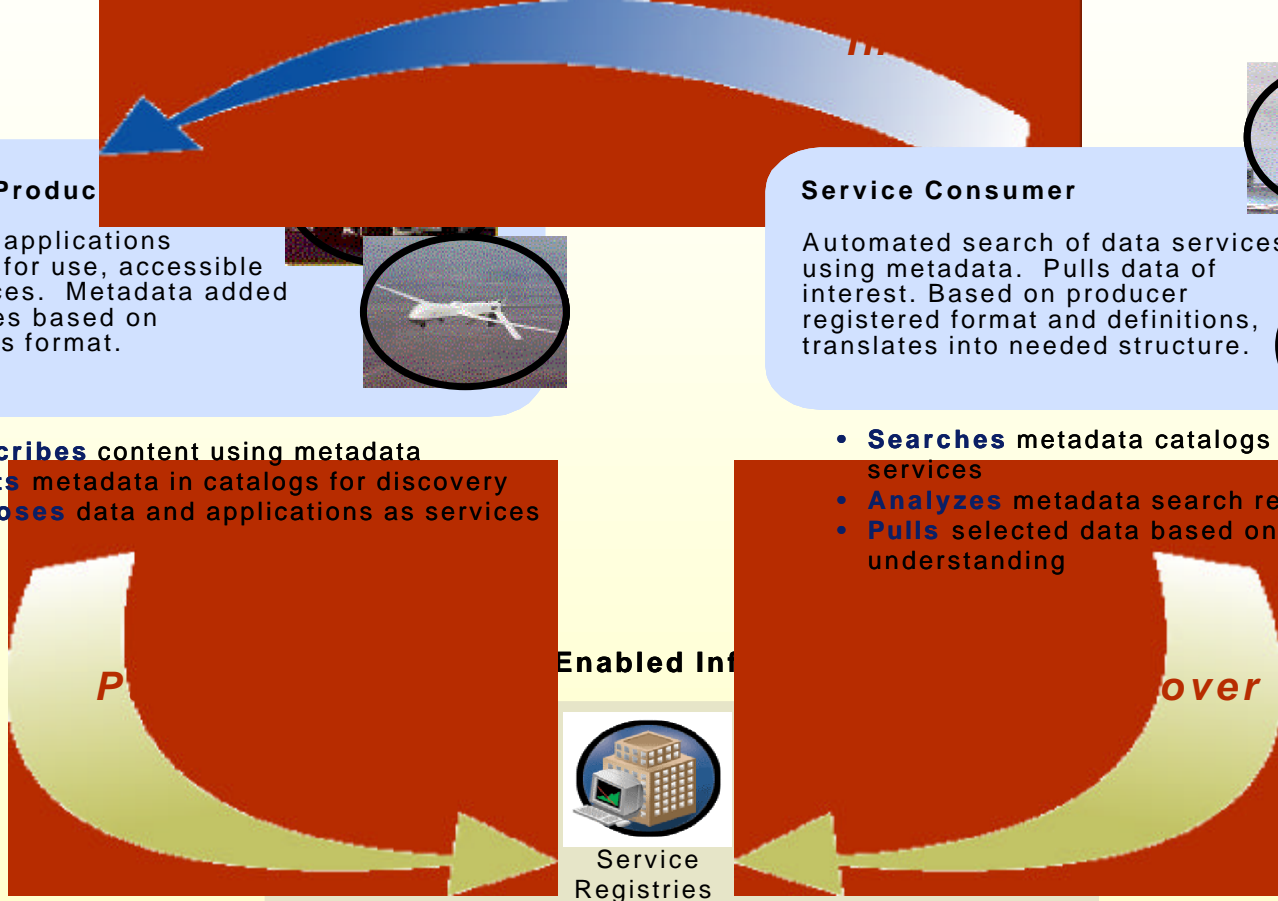 Produc
applications
for use, accessible
ces. Metadata added
es based on
s format.
Service Consumer
Automated search of data services
using metadata. Pulls data of
interest. Based on producer
registered format and definitions,
translates into needed structure.
cribes content using metadata
ts metadata in catalogs for discovery
oses data and applications as services
• Searches metadata catalogs
services
• Analyzes metadata search re
• Pulls selected data based on
understanding
Enabled Inf
P
over
Service
Registries